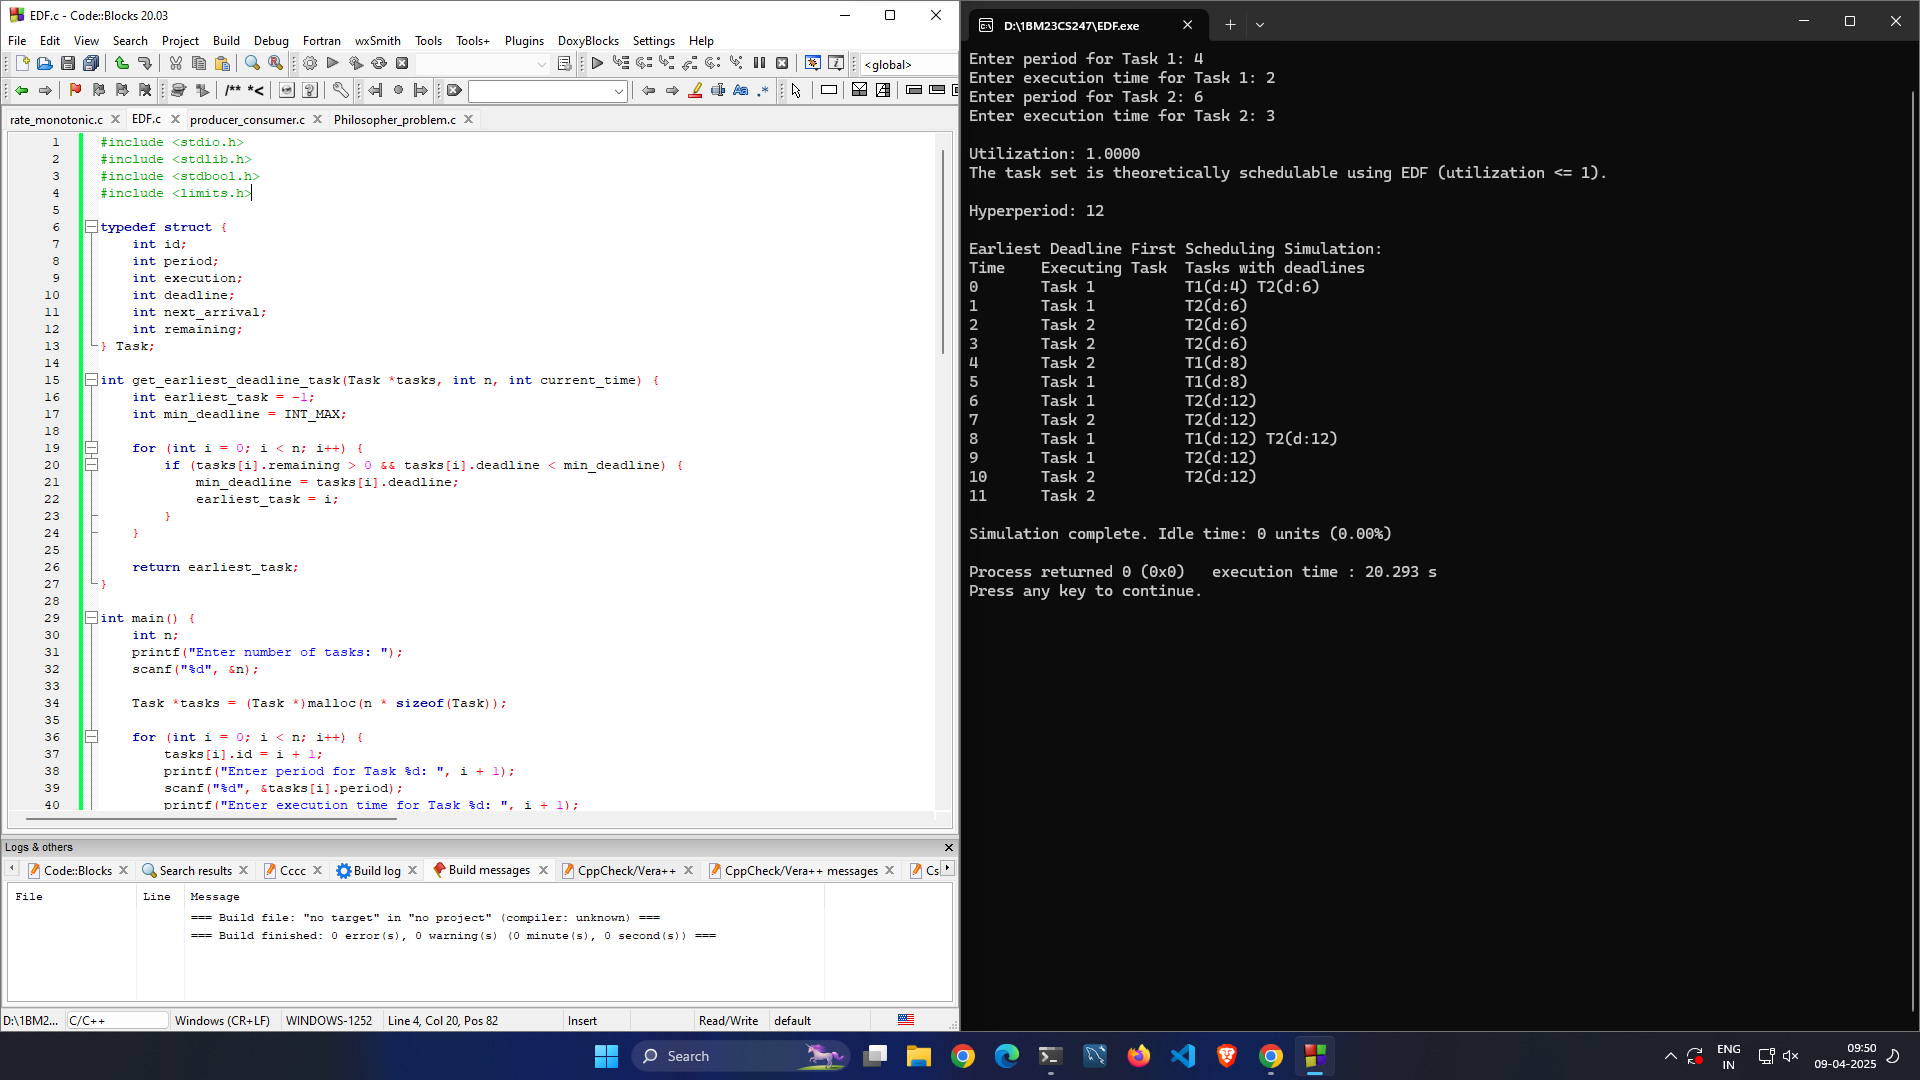 EDF.c - Code::Blocks 20.03
File Edit View Search Project Build Debug Fortran wxSmith Tools Tools+ Plugins DoxyBlocks Settings Help
<global>
/** *<
Aa .*
rate_monotonic.c EDF.c producer_consumer.c Philosopher_problem.c
1 #include <stdio.h>
2 #include <stdlib.h>
3 #include <stdbool.h>
4 #include <limits.h>
5
6 typedef struct {
7 int id;
8 int period;
9 int execution;
10 int deadline;
11 int next_arrival;
12 int remaining;
13 } Task;
14
15 int get_earliest_deadline_task(Task *tasks, int n, int current_time) {
16 int earliest_task = -1;
17 int min_deadline = INT_MAX;
18
19 for (int i = 0; i < n; i++) {
20 if (tasks[i].remaining > 0 && tasks[i].deadline < min_deadline) {
21 min_deadline = tasks[i].deadline;
22 earliest_task = i;
23 }
24 }
25
26 return earliest_task;
27 }
28
29 int main() {
30 int n;
31 printf("Enter number of tasks: ");
32 scanf("%d", &n);
33
34 Task *tasks = (Task *)malloc(n * sizeof(Task));
35
36 for (int i = 0; i < n; i++) {
37 tasks[i].id = i + 1;
38 printf("Enter period for Task %d: ", i + 1);
39 scanf("%d", &tasks[i].period);
40 printf("Enter execution time for Task %d: ", i + 1);
Logs & others
Code::Blocks Search results Cccc Build log Build messages CppCheck/Vera++ CppCheck/Vera++ messages Cs
File Line Message
=== Build file: "no target" in "no project" (compiler: unknown) ===
=== Build finished: 0 error(s), 0 warning(s) (0 minute(s), 0 second(s)) ===
D:\1BM2... C/C++ Windows (CR+LF) WINDOWS-1252 Line 4, Col 20, Pos 82 Insert Read/Write default
D:\1BM23CS247\EDF.exe
Enter period for Task 1: 4
Enter execution time for Task 1: 2
Enter period for Task 2: 6
Enter execution time for Task 2: 3
Utilization: 1.0000
The task set is theoretically schedulable using EDF (utilization <= 1).
Hyperperiod: 12
Earliest Deadline First Scheduling Simulation:
Time Executing Task Tasks with deadlines
0 Task 1 T1(d:4) T2(d:6)
1 Task 1 T2(d:6)
2 Task 2 T2(d:6)
3 Task 2 T2(d:6)
4 Task 2 T1(d:8)
5 Task 1 T1(d:8)
6 Task 1 T2(d:12)
7 Task 2 T2(d:12)
8 Task 1 T1(d:12) T2(d:12)
9 Task 1 T2(d:12)
10 Task 2 T2(d:12)
11 Task 2
Simulation complete. Idle time: 0 units (0.00%)
Process returned 0 (0x0) execution time : 20.293 s
Press any key to continue.
Search
ENG
IN
09:50
09-04-2025